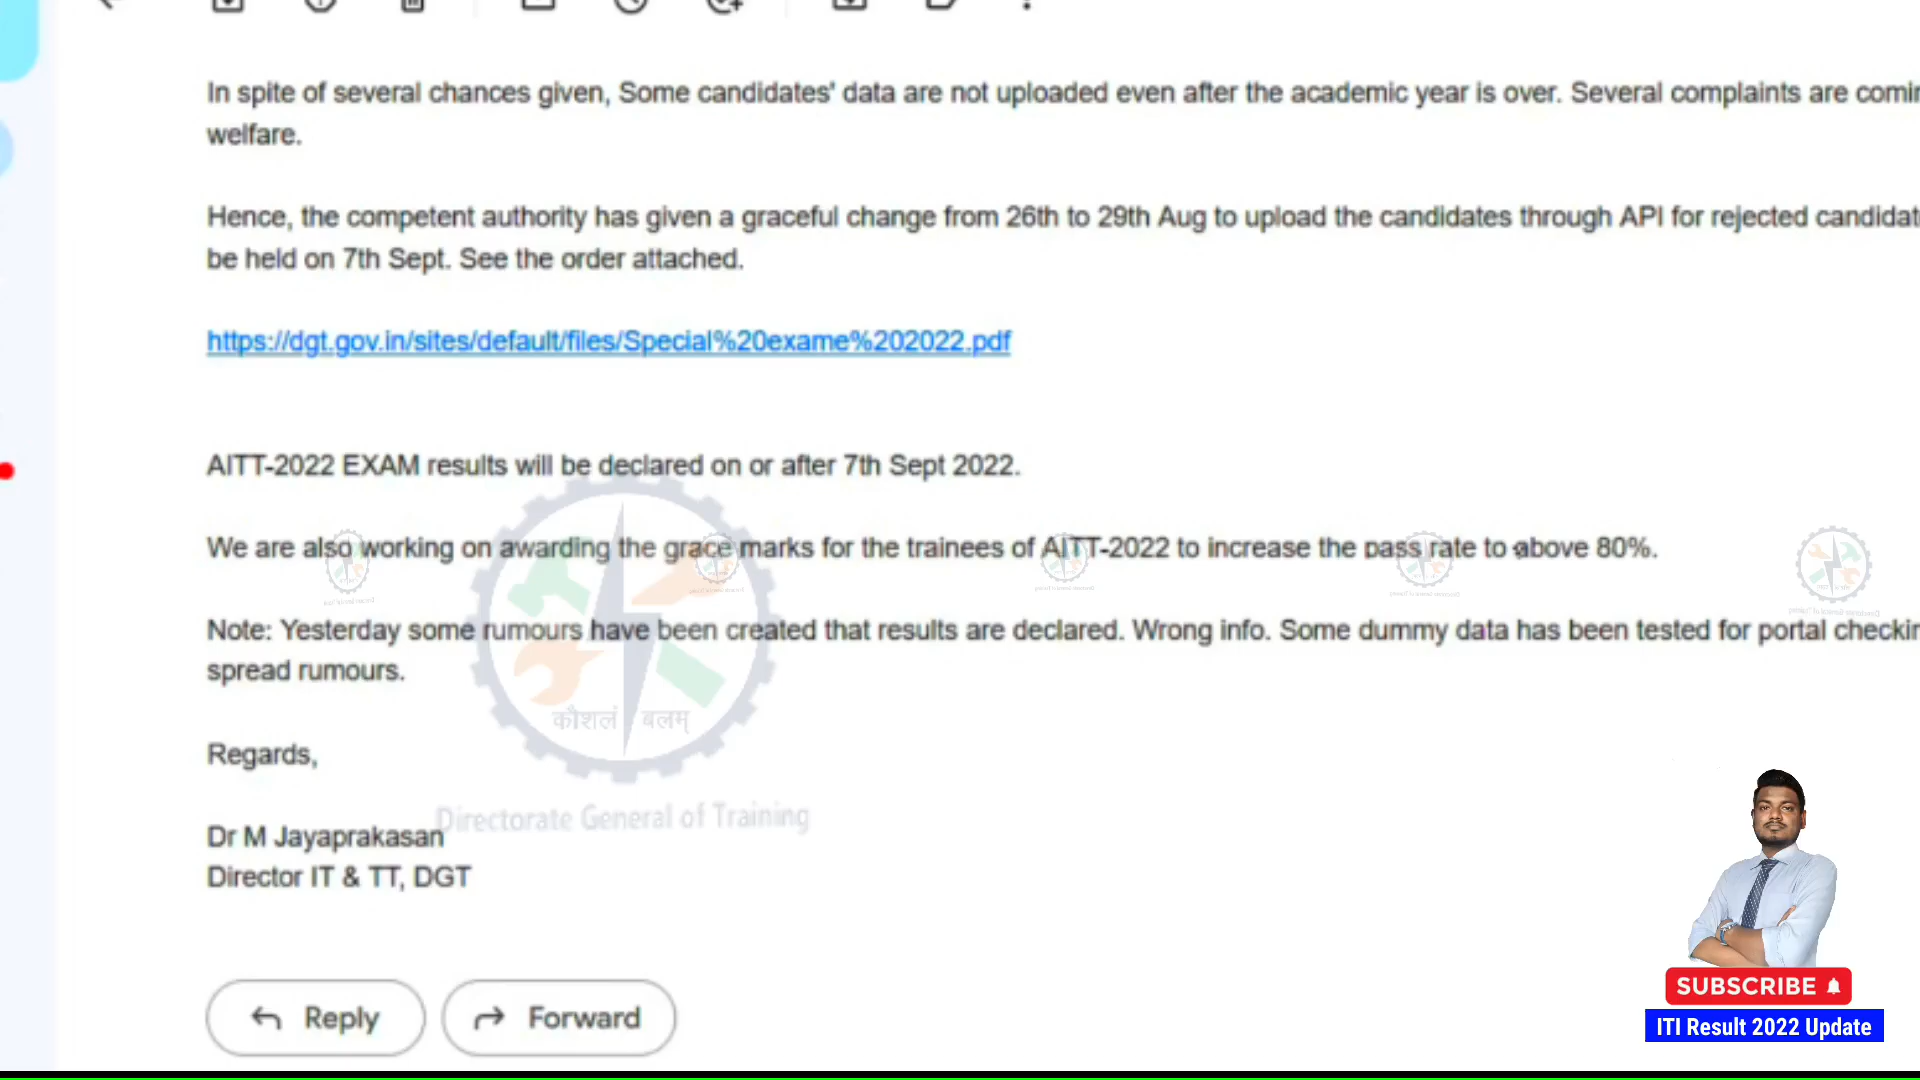 In spite of several chances given, Some candidates' data are not uploaded even after the academic year is over. Several complaints are
welfare.
Hence, the competent authority has given a graceful change from 26th to 29th Aug to upload the candidates through API for rejected
be held on 7th Sept. See the order attached.
https://dgt.gov.in/sites/default/files/Special%20exame%202022.pdf
AITT-2022 EXAM results will be declared on or after 7th Sept 2022.
We are also working on awarding the grace marks for the trainees of AITT-2022 to increase the pass rate to above 80%.
Note: Yesterday some rumours have been created that results are declared. Wrong info. Some dummy data has been tested for portal
spread rumours.
कौशलं बलम्
Regards,
Directorate General of Training
Dr M Jayaprakasan
Director IT & TT, DGT
Reply
Forward
SUBSCRIBE
ITI Result 2022 Update